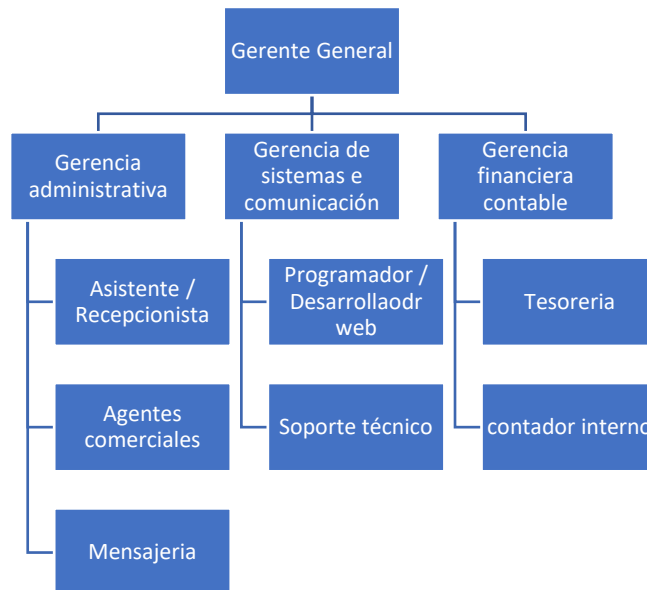 Gerente General
Gerencia
administrativa
Gerencia de
sistemas e
comunicación
Gerencia
financiera
contable
Asistente /
Recepcionista
Programador /
Desarrollaodr
web
Tesoreria
Agentes
comerciales
Soporte técnico
contador interno
Mensajeria